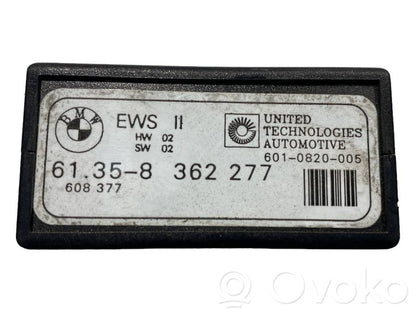 BMW
EWS II
HW 02
SW 02
UNITED
TECHNOLOGIES
AUTOMOTIVE
601-0820-005
61.35-8 362 277
608 377
Ovoko